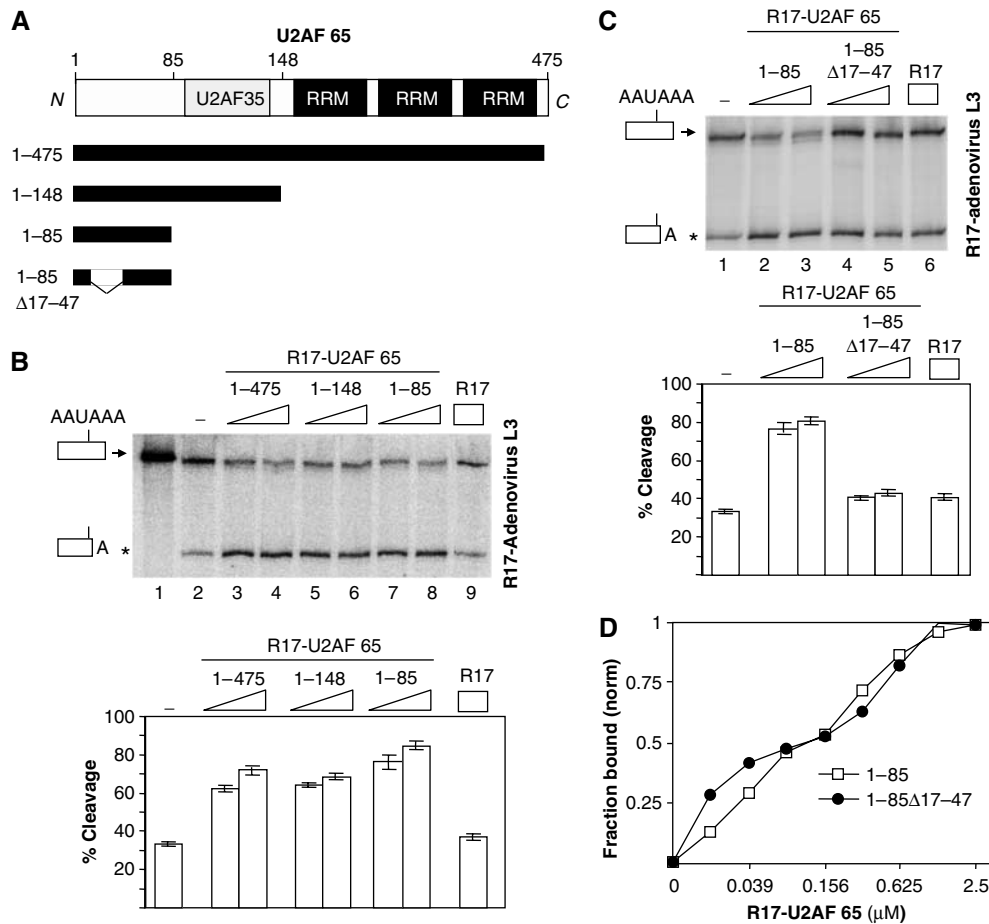 A
U2AF 65
1 85 148 475
N U2AF35 RRM RRM RRM C
1–475
1–148
1–85
1–85
Δ17–47
B
R17-U2AF 65
1–475 1–148 1–85 R17
AAUAAA
–
A *
1 2 3 4 5 6 7 8 9
R17-Adenovirus L3
R17-U2AF 65
1–475 1–148 1–85 R17
–
% Cleavage
100
80
60
40
20
C
R17-U2AF 65
1–85
1–85 Δ17–47 R17
–
AAUAAA
A *
1 2 3 4 5 6
R17-adenovirus L3
R17-U2AF 65
1–85
1–85 Δ17–47 R17
–
% Cleavage
100
80
60
40
20
D
Fraction bound (norm)
1
0.75
0.5
0.25
1–85
1–85Δ17–47
0 0.039 0.156 0.625 2.5
R17-U2AF 65 (μM)